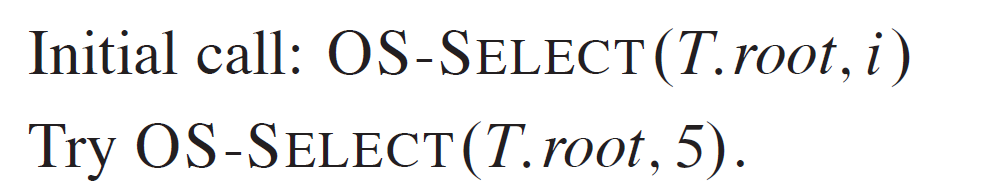 Initial call: OS-SELECT(T.root, i)
Try OS-SELECT(T.root, 5).